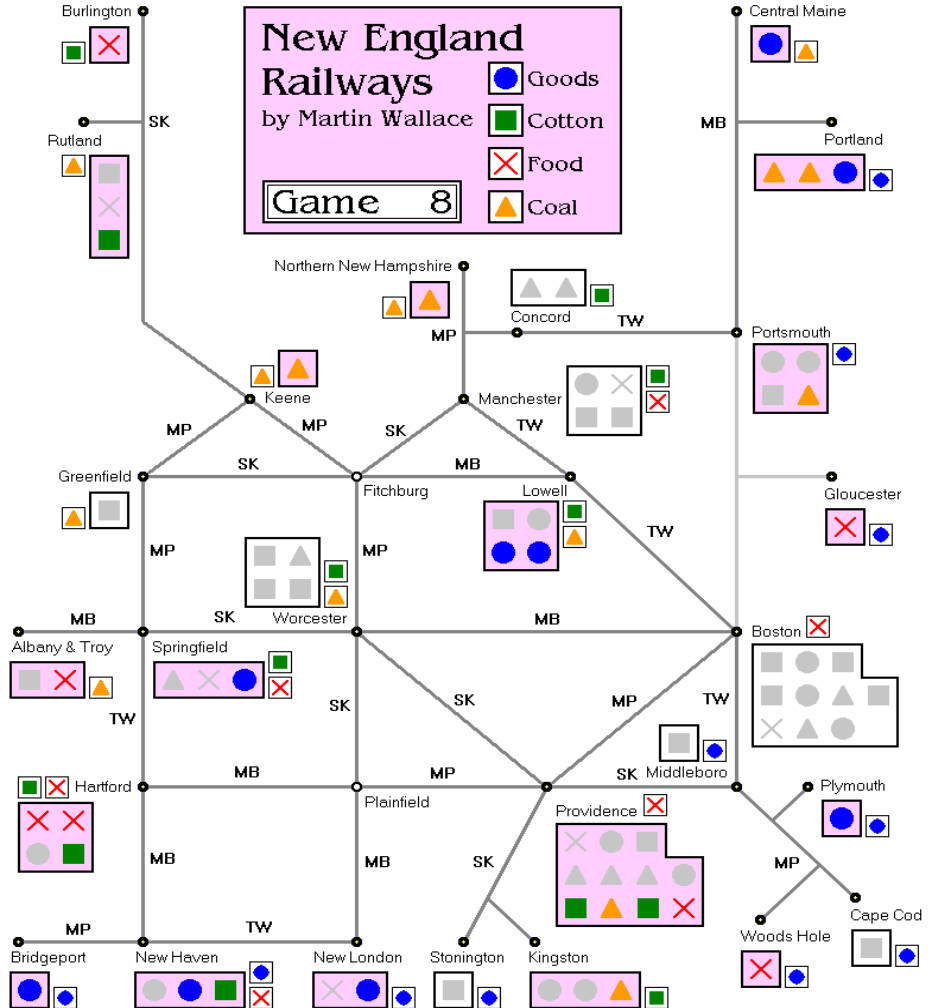 Burlington
Central Maine
New England
Railways
by Martin Wallace
Goods
Cotton
Food
Coal
Game 8
SK
MB
Rutland
Portland
Northern New Hampshire
Concord
TW
MP
Portsmouth
Keene
Manchester
MP
MP
SK
TW
SK
MB
Greenfield
Fitchburg
Lowell
Gloucester
TW
MP
MP
MB
SK
Worcester
MB
Boston
Albany & Troy
Springfield
TW
SK
SK
MP
TW
MB
MP
SK
Middleboro
Hartford
Plainfield
Providence
Plymouth
MB
MB
SK
MP
MP
TW
Cape Cod
Woods Hole
Bridgeport
New Haven
New London
Stonington
Kingston